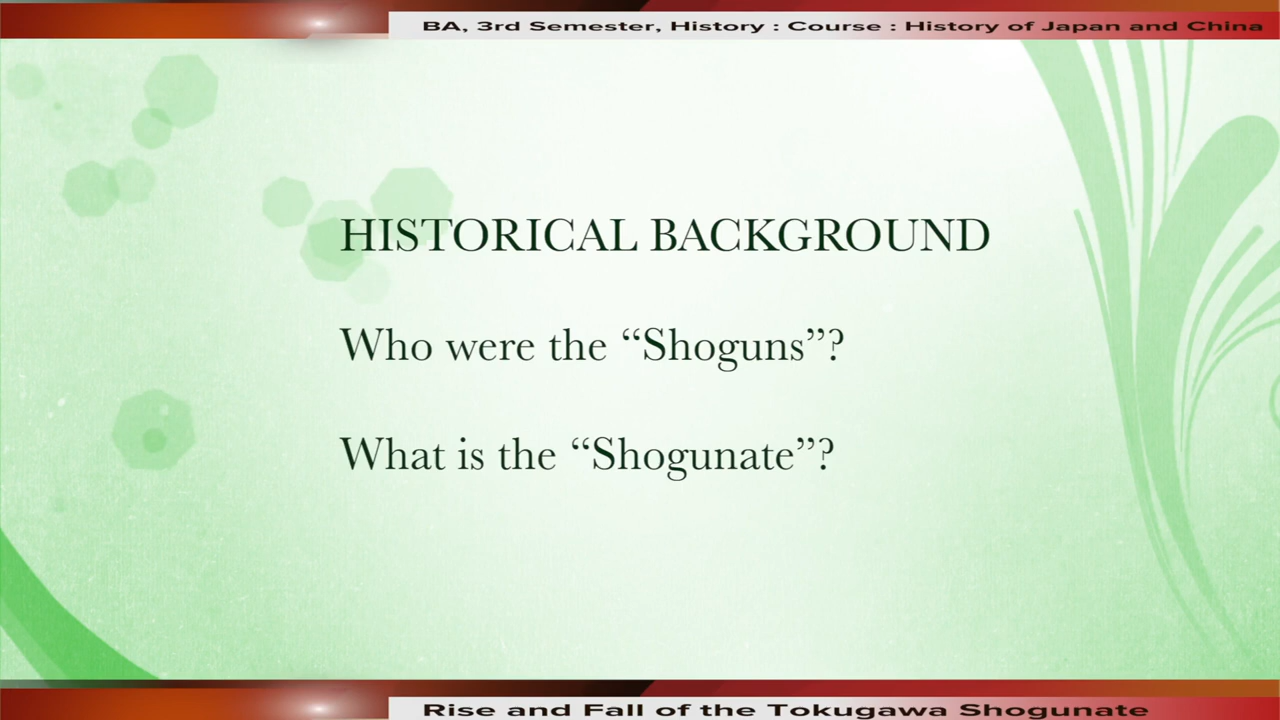 BA, 3rd Semester, History : Course : History of Japan and China
HISTORICAL BACKGROUND
Who were the “Shoguns”?
What is the “Shogunate”?
Rise and Fall of the Tokugawa Shogunate